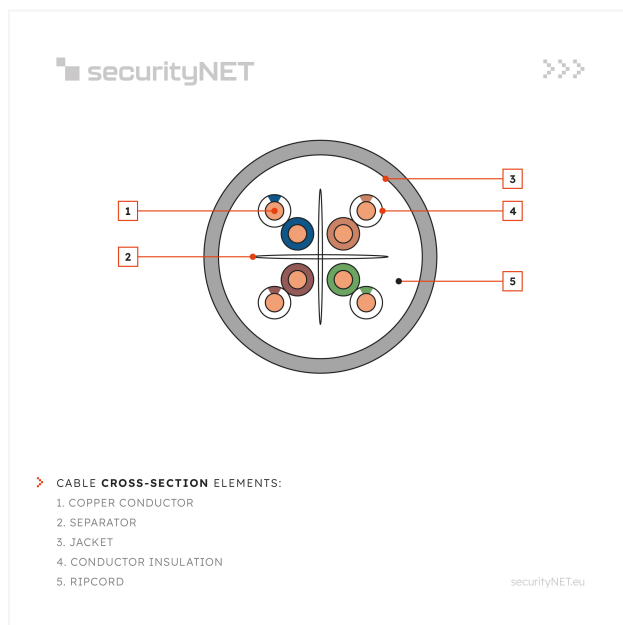 securityNET
3
1
4
2
5
CABLE CROSS-SECTION ELEMENTS:
1. COPPER CONDUCTOR
2. SEPARATOR
3. JACKET
4. CONDUCTOR INSULATION
5. RIPCORD
securityNET.eu